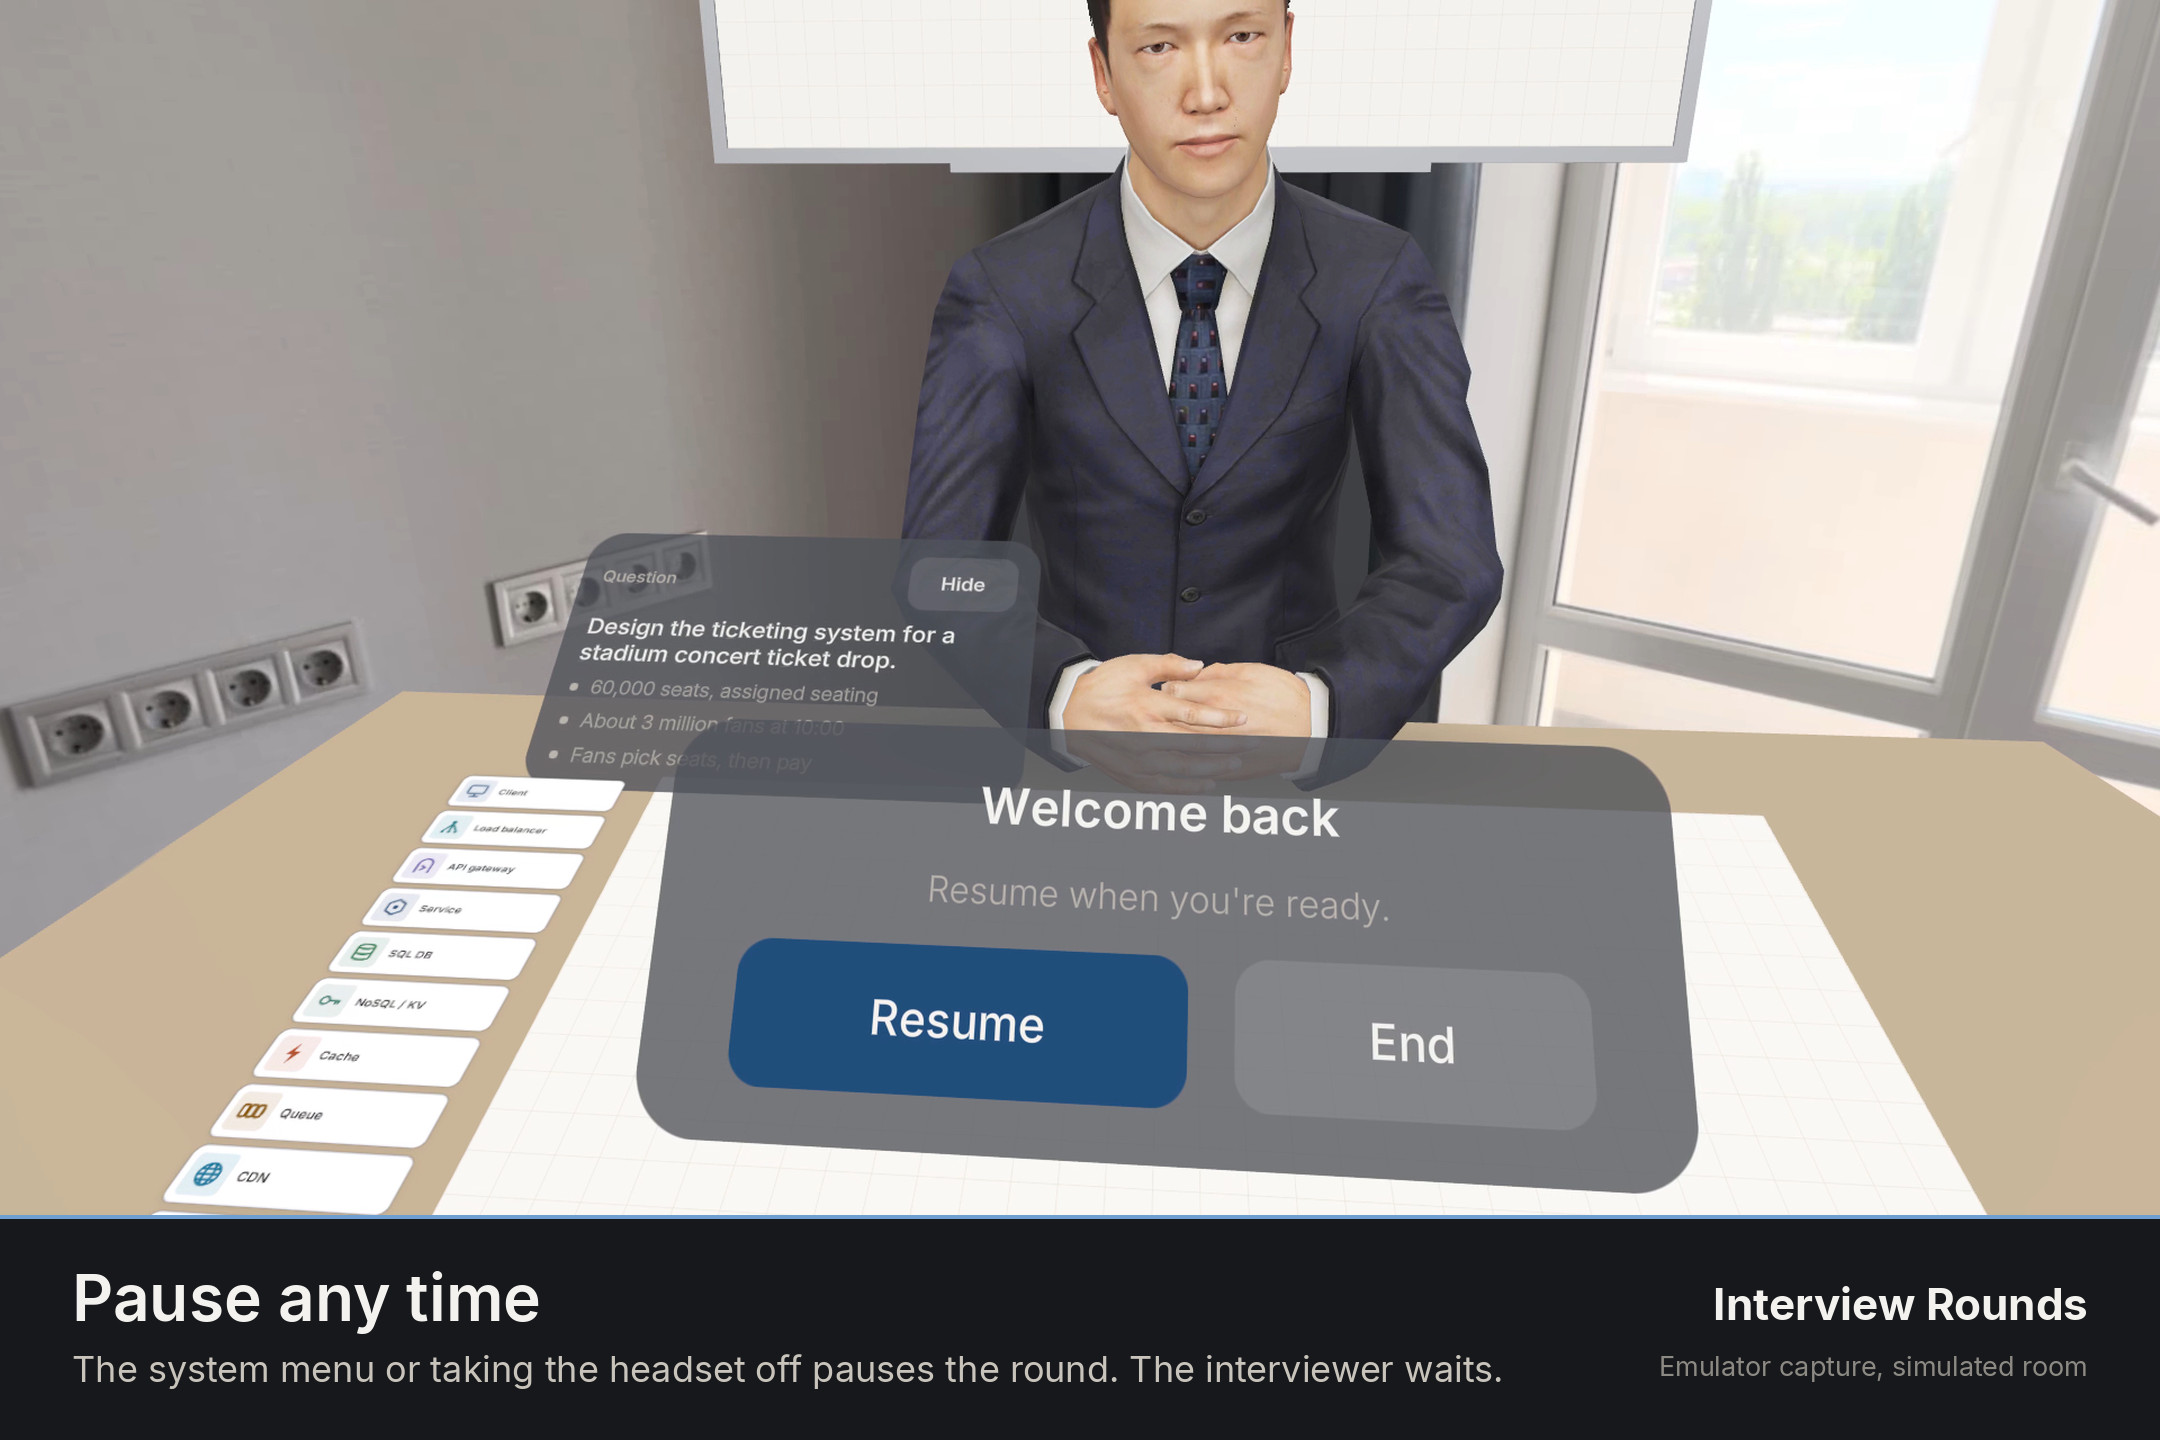 Question
Hide
Design the ticketing system for a
stadium concert ticket drop.
60,000 seats, assigned seating
About 3 million fans at 10:00
Fans pick seats, then pay
Client
Load balancer
API gateway
Service
SQL DB
NoSQL / KV
Cache
Queue
CDN
Welcome back
Resume when you're ready.
Resume
End
Pause any time
The system menu or taking the headset off pauses the round. The interviewer waits.
Interview Rounds
Emulator capture, simulated room